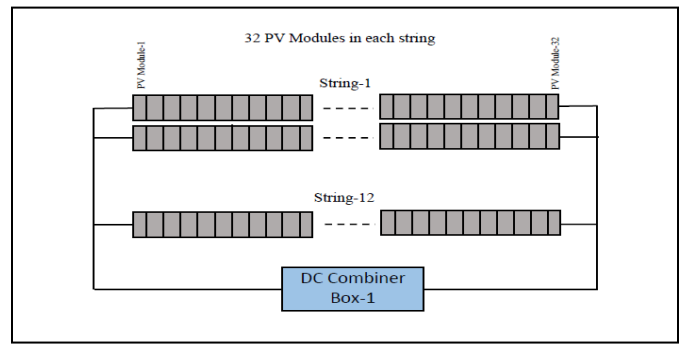 32 PV Modules in each string
PV Module-1
PV Module-32
String-1
String-12
DC Combiner
Box-1